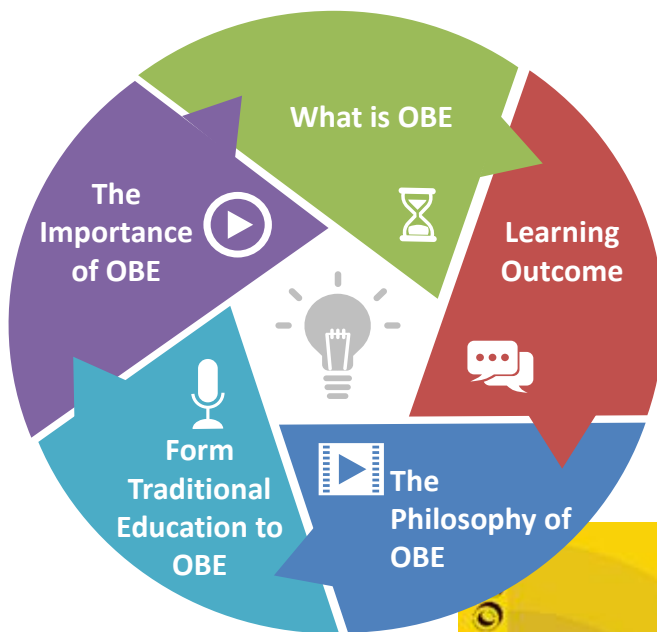 What is OBE
Learning
Outcome
The
Philosophy of
OBE
Form
Traditional
Education to
OBE
The
Importance
of OBE